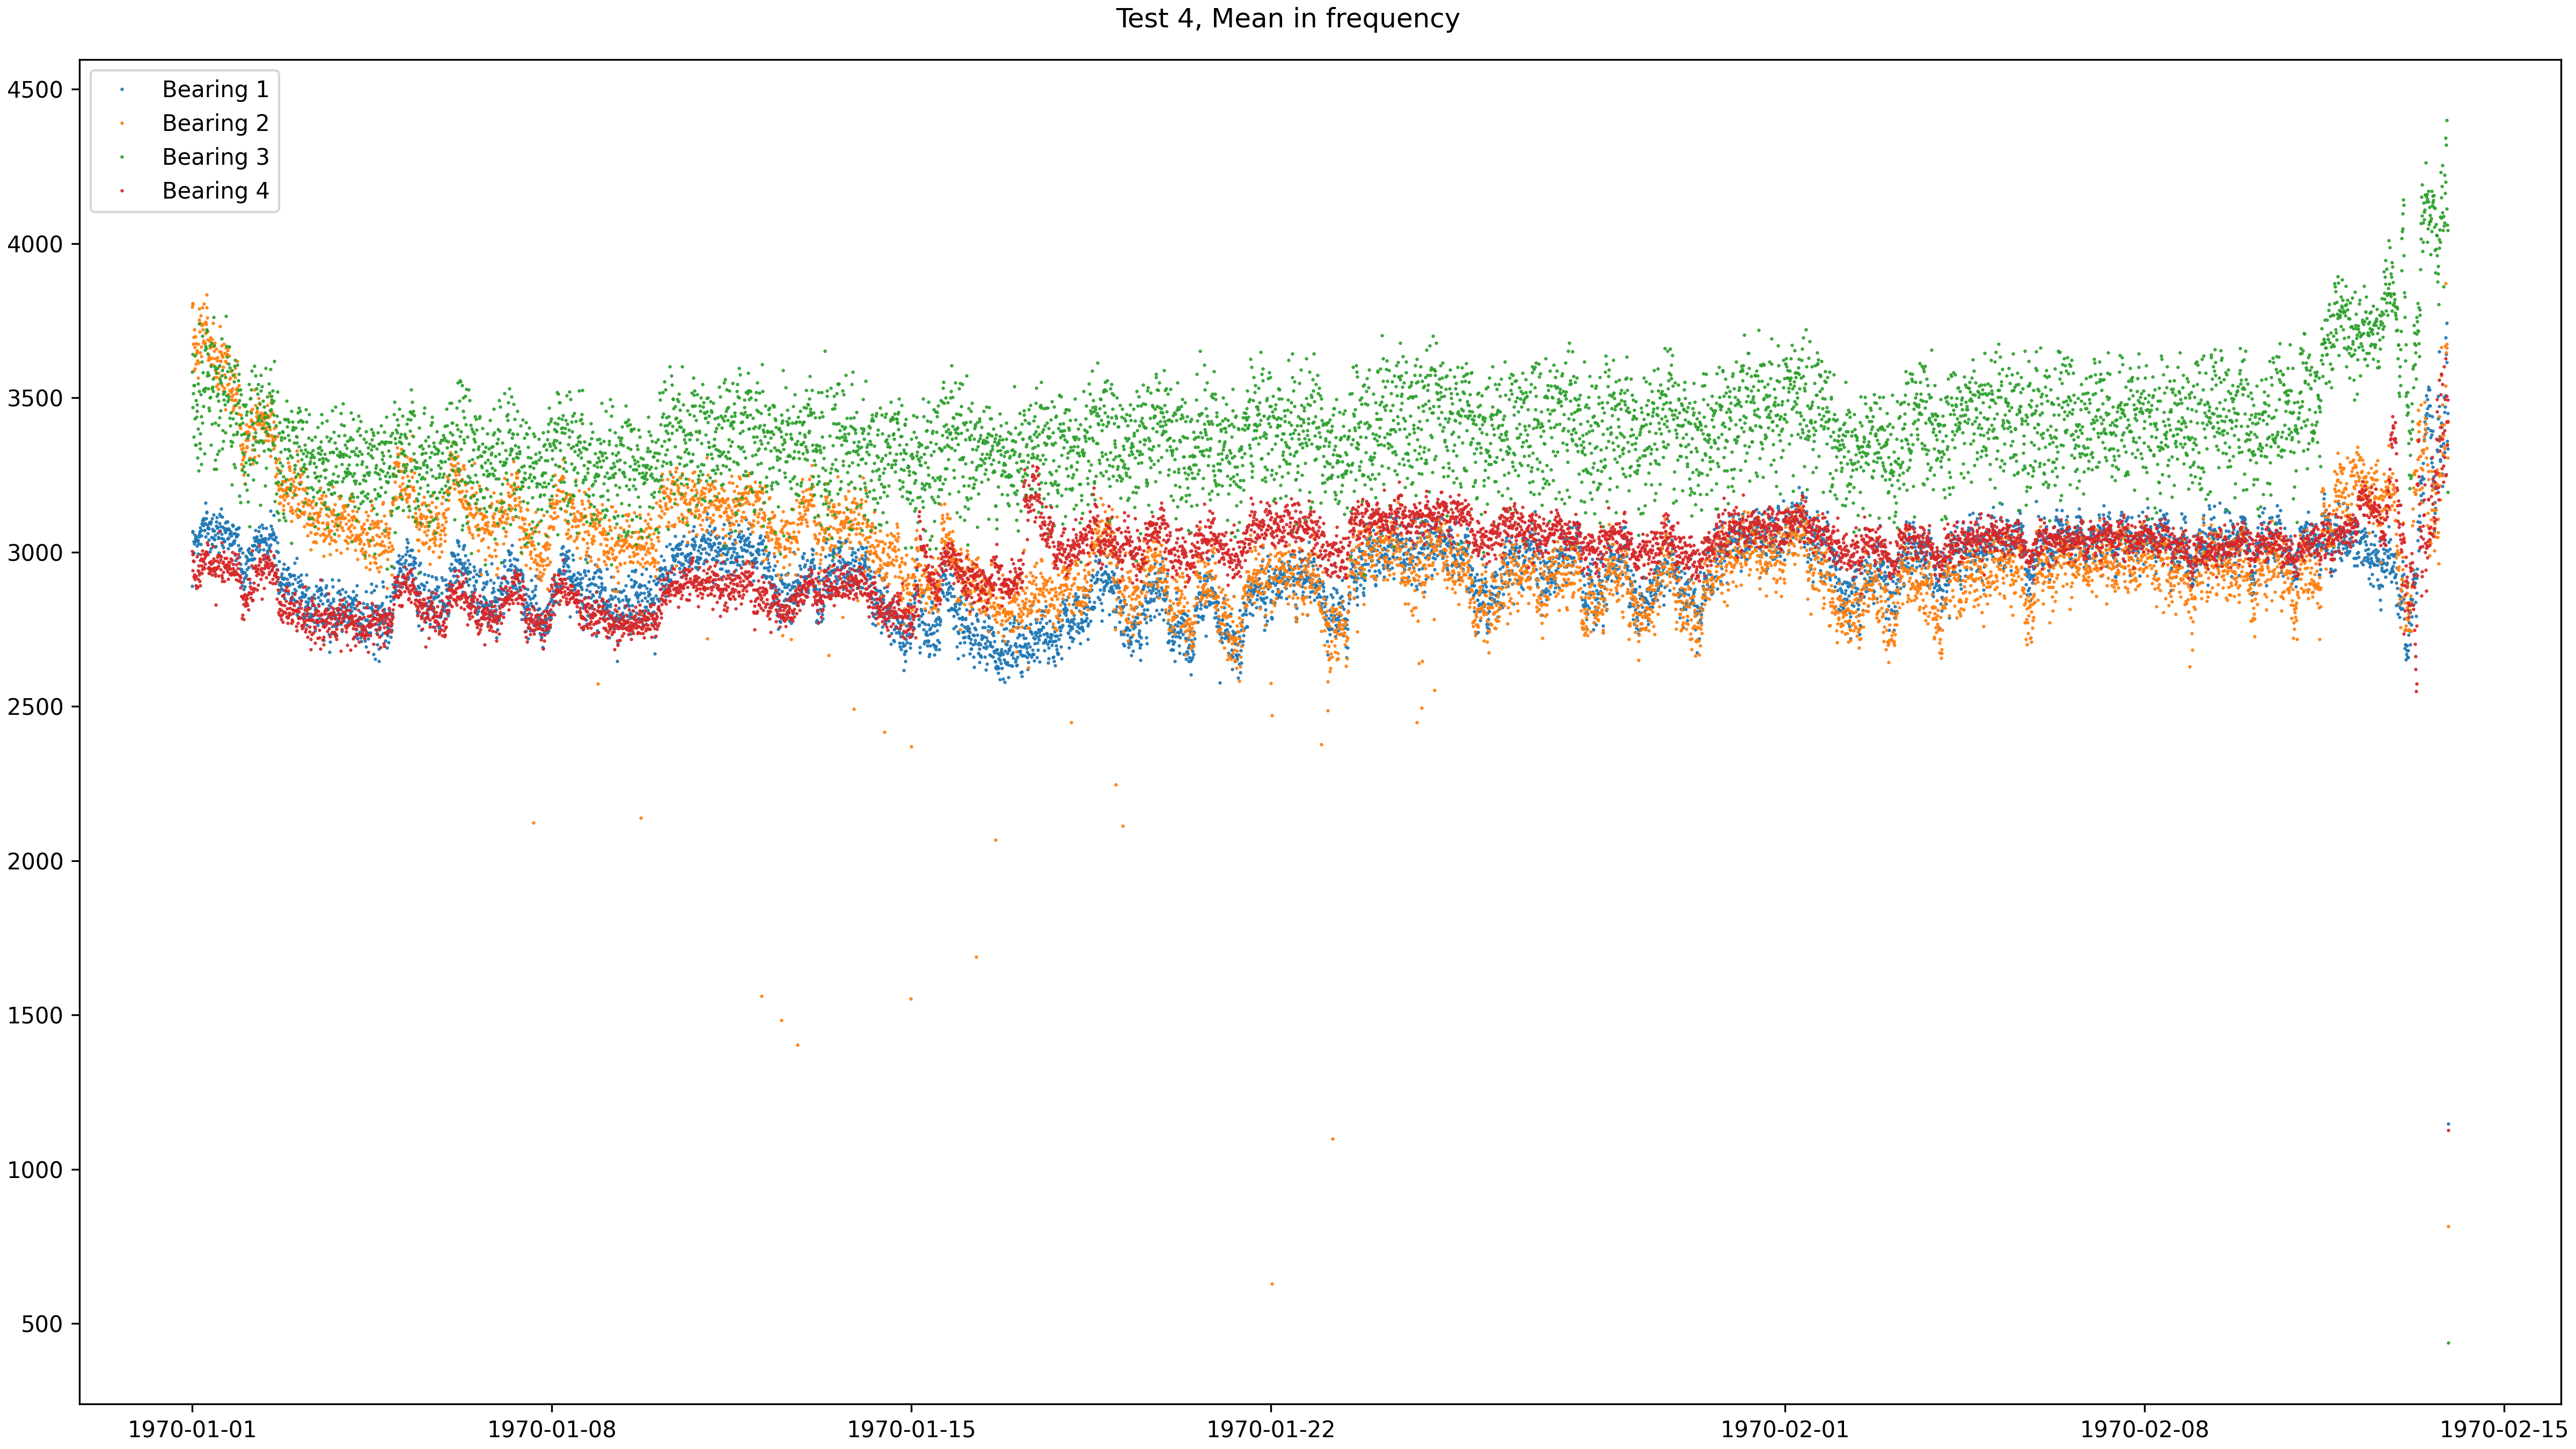 Test 4, Mean in frequency
4500
4000
3500
3000
2500
2000
1500
1000
500
Bearing 1
Bearing 2
Bearing 3
Bearing 4
1970-01-01 1970-01-08 1970-01-15 1970-01-22 1970-02-01 1970-02-08 1970-02-15